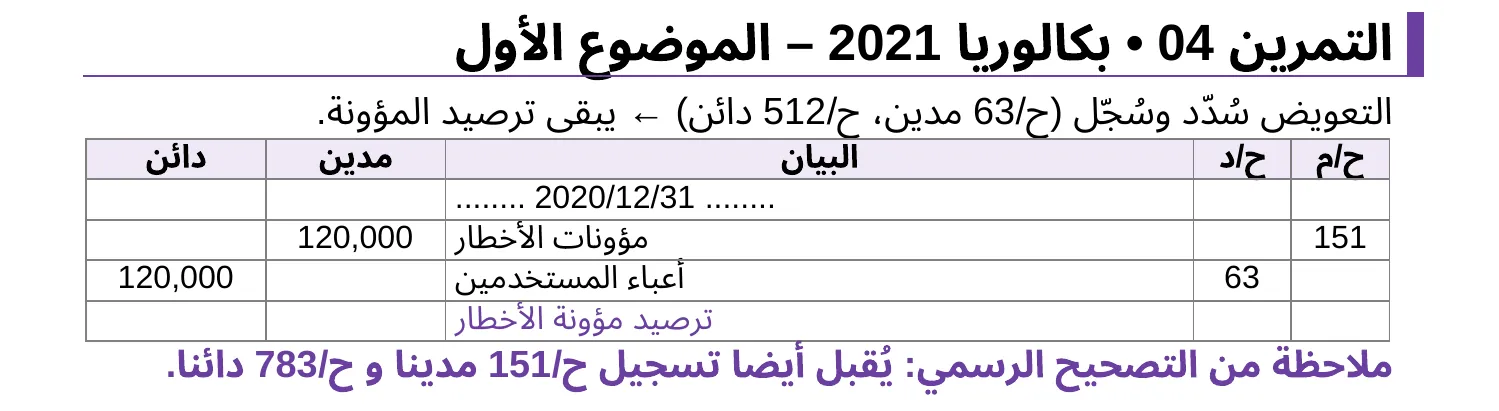 التمرين 04 • بكالوريا 2021 – الموضوع الأول
التعويض سُدّد وسُجّل (ح/63 مدين، ح/512 دائن) ← يبقى ترصيد المؤونة.
ح/م ح/د البيان مدين دائن
........ 2020/12/31 ........
151 مؤونات الأخطار 120,000
63 أعباء المستخدمين 120,000
ترصيد مؤونة الأخطار
ملاحظة من التصحيح الرسمي: يُقبل أيضا تسجيل ح/151 مدينا و ح/783 دائنا.